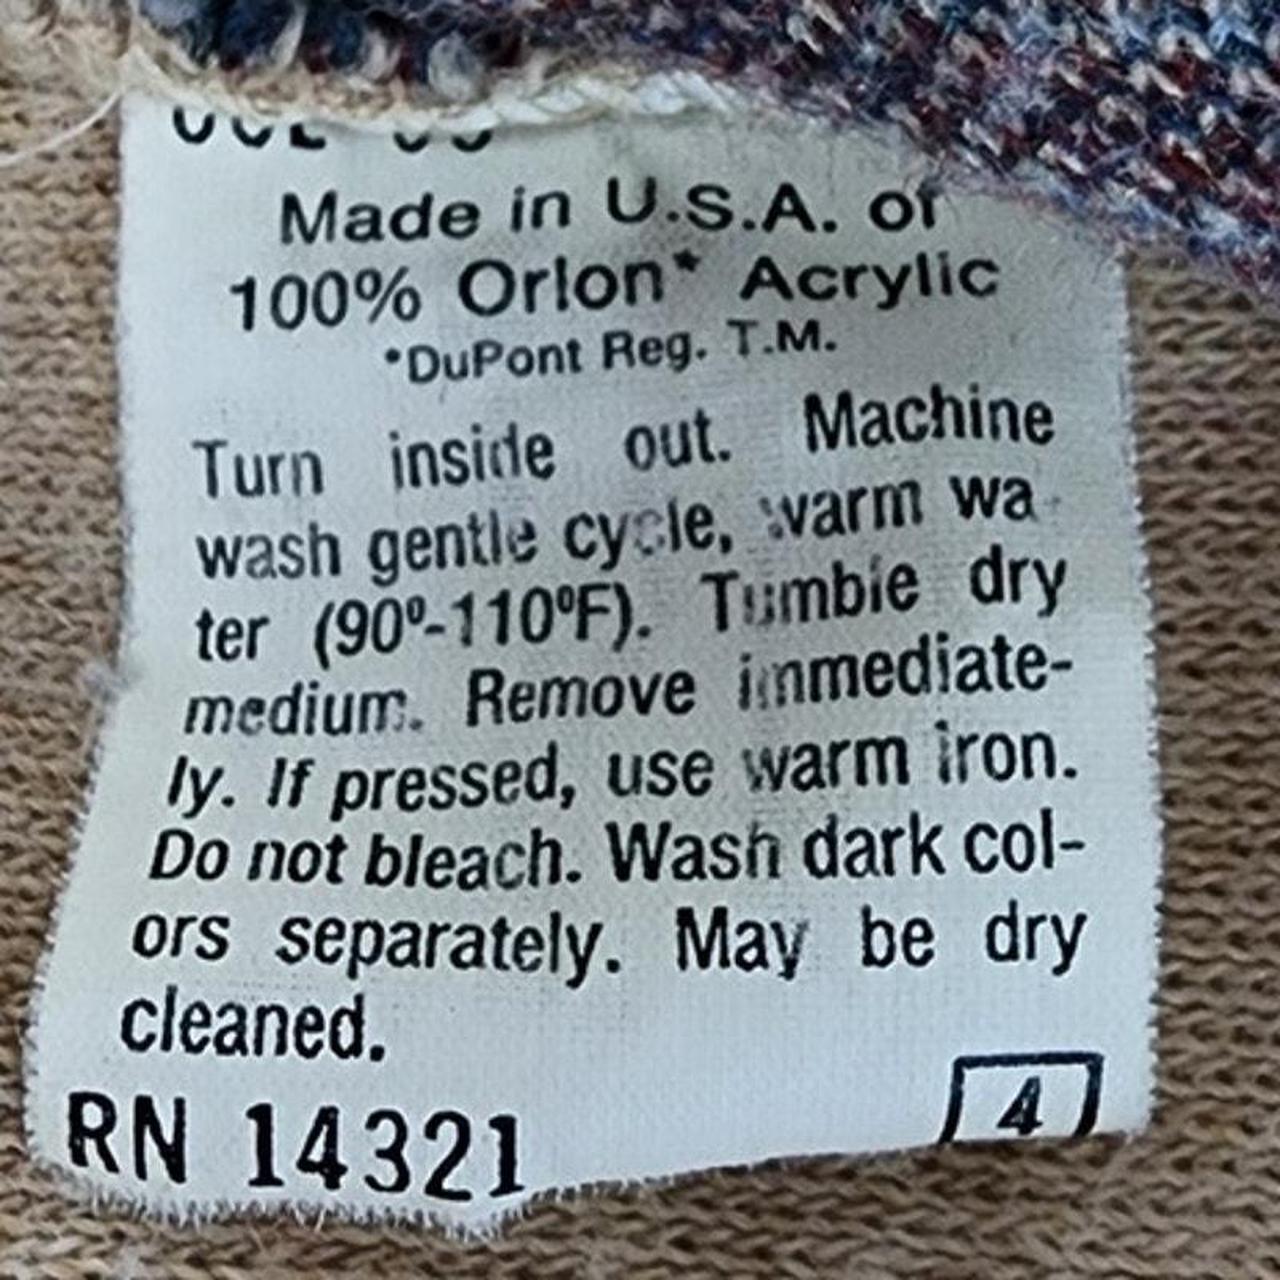 Made in U.S.A. of
100% Orlon* Acrylic
*DuPont Reg. T.M.
Turn inside out. Machine
wash gentle cycle, warm wa
ter (90º-110ºF). Tumble dry
medium. Remove immediate-
ly. If pressed, use warm iron.
Do not bleach. Wash dark col-
ors separately. May be dry
cleaned.
RN 14321
4